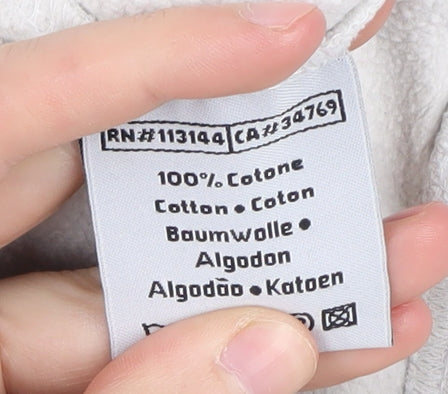 RN#113144 CA#34769
100% Cotone
Cotton • Coton
Baumwolle •
Algodon
Algodão • Katoen